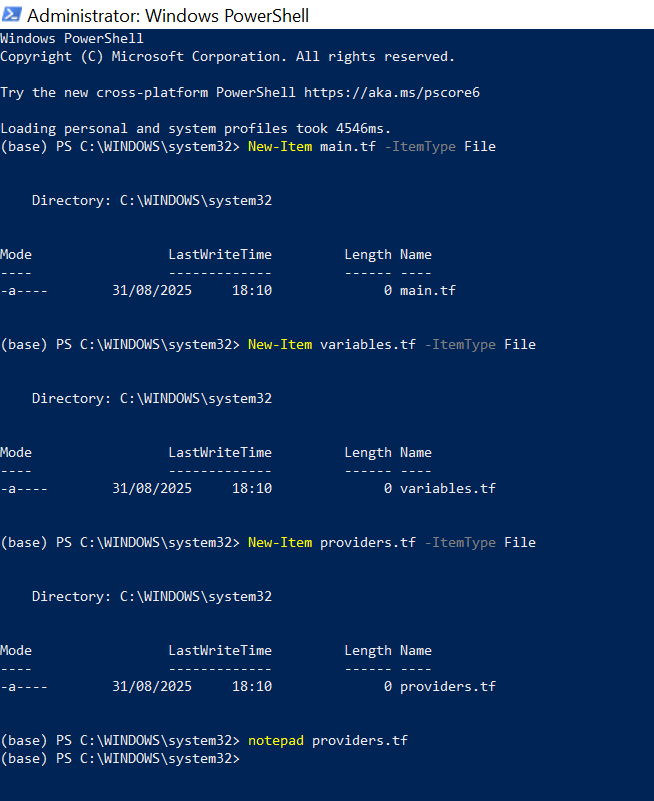 Administrator: Windows PowerShell
Windows PowerShell
Copyright (C) Microsoft Corporation. All rights reserved.
Try the new cross-platform PowerShell https://aka.ms/pscore6
Loading personal and system profiles took 4546ms.
(base) PS C:\WINDOWS\system32> New-Item main.tf -ItemType File
Directory: C:\WINDOWS\system32
Mode LastWriteTime Length Name
---- ------------- ------ ----
-a---- 31/08/2025 18:10 0 main.tf
(base) PS C:\WINDOWS\system32> New-Item variables.tf -ItemType File
Directory: C:\WINDOWS\system32
Mode LastWriteTime Length Name
---- ------------- ------ ----
-a---- 31/08/2025 18:10 0 variables.tf
(base) PS C:\WINDOWS\system32> New-Item providers.tf -ItemType File
Directory: C:\WINDOWS\system32
Mode LastWriteTime Length Name
---- ------------- ------ ----
-a---- 31/08/2025 18:10 0 providers.tf
(base) PS C:\WINDOWS\system32> notepad providers.tf
(base) PS C:\WINDOWS\system32>